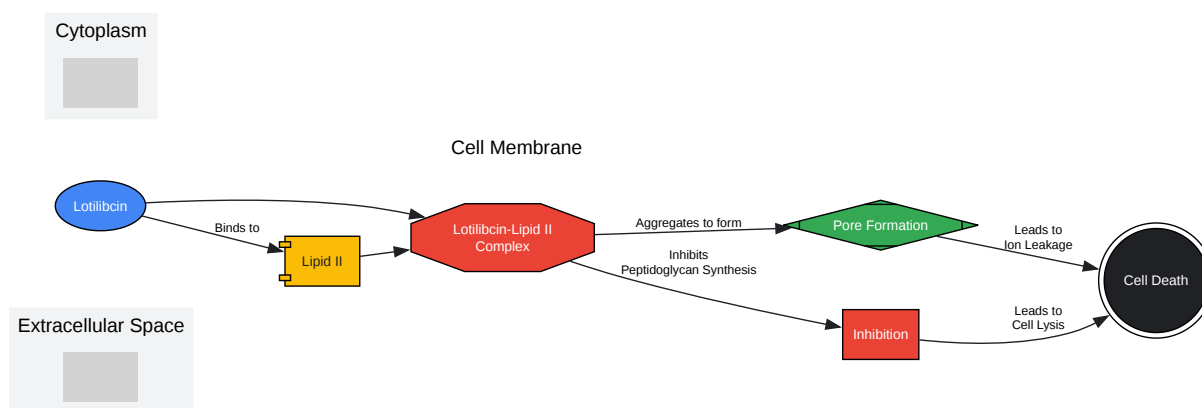 Cytoplasm
Cell Membrane
Lotilibcin
Binds to
Lipid II
Lotilibcin-Lipid II
Complex
Aggregates to form
Inhibits
Peptidoglycan Synthesis
Pore Formation
Leads to
Ion Leakage
Cell Death
Inhibition
Leads to
Cell Lysis
Extracellular Space